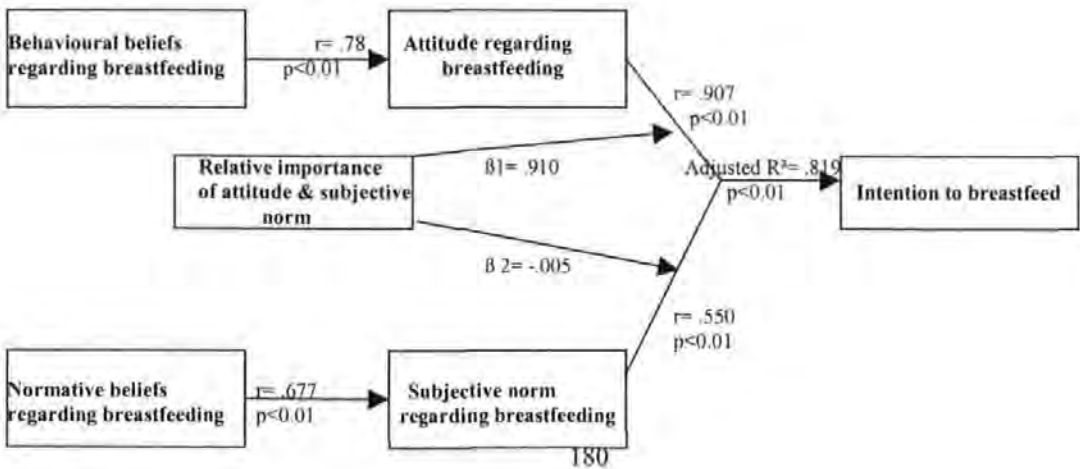 Behavioural beliefs
regarding breastfeeding
r= .78
p<0.01
Attitude regarding
breastfeeding
r= .907
p<0.01
Relative importance
of attitude & subjective
norm
ß1= .910
ß 2= -.005
Adjusted R²= .819
p<0.01
Intention to breastfeed
r= .550
p<0.01
Normative beliefs
regarding breastfeeding
r= .677
p<0.01
Subjective norm
regarding breastfeeding
180